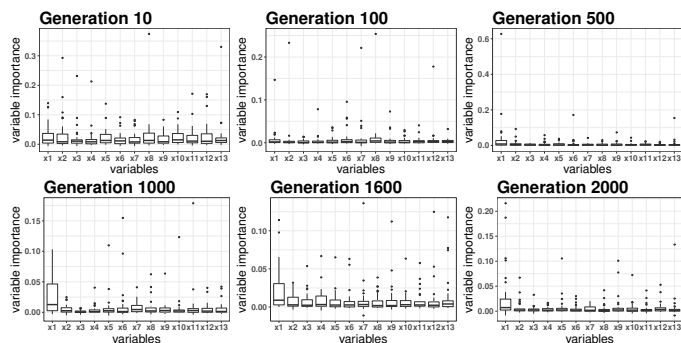 Generation 10
Generation 100
Generation 500
variable importance
0.3
0.2
0.1
0.0
x1 x2 x3 x4 x5 x6 x7 x8 x9 x10 x11 x12 x13
variables
variable importance
0.2
0.1
0.0
x1 x2 x3 x4 x5 x6 x7 x8 x9 x10 x11 x12 x13
variables
variable importance
0.6
0.4
0.2
0.0
x1 x2 x3 x4 x5 x6 x7 x8 x9 x10 x11 x12 x13
variables
Generation 1000
Generation 1600
Generation 2000
variable importance
0.15
0.10
0.05
0.00
x1 x2 x3 x4 x5 x6 x7 x8 x9 x10 x11 x12 x13
variables
variable importance
0.10
0.05
0.00
x1 x2 x3 x4 x5 x6 x7 x8 x9 x10 x11 x12 x13
variables
variable importance
0.20
0.15
0.10
0.05
0.00
x1 x2 x3 x4 x5 x6 x7 x8 x9 x10 x11 x12 x13
variables